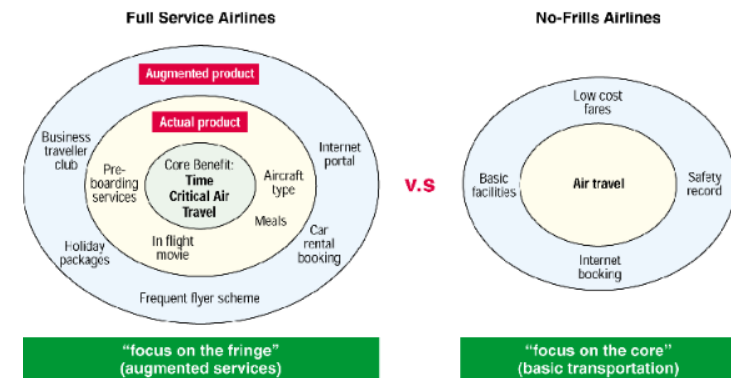 Full Service Airlines
No-Frills Airlines
Augmented product
Actual product
Business
traveller
club
Pre-
boarding
services
Core Benefit:
Time
Critical Air
Travel
Aircraft
type
Internet
portal
Meals
In flight
movie
Car
rental
booking
Holiday
packages
Frequent flyer scheme
v.s
Low cost
fares
Basic
facilities
Air travel
Safety
record
Internet
booking
“focus on the fringe”
(augmented services)
“focus on the core”
(basic transportation)